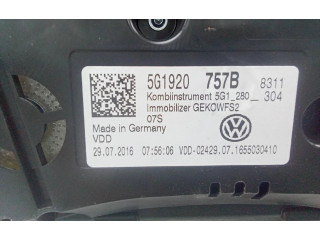 5G1920 757B 8311
Kombiinstrument 5G1_280__ 304
Immobilizer GEKOWFS2
07S
Made in Germany
VDD
29.07.2016 07:56:06 VDD-02429.07.1655030410